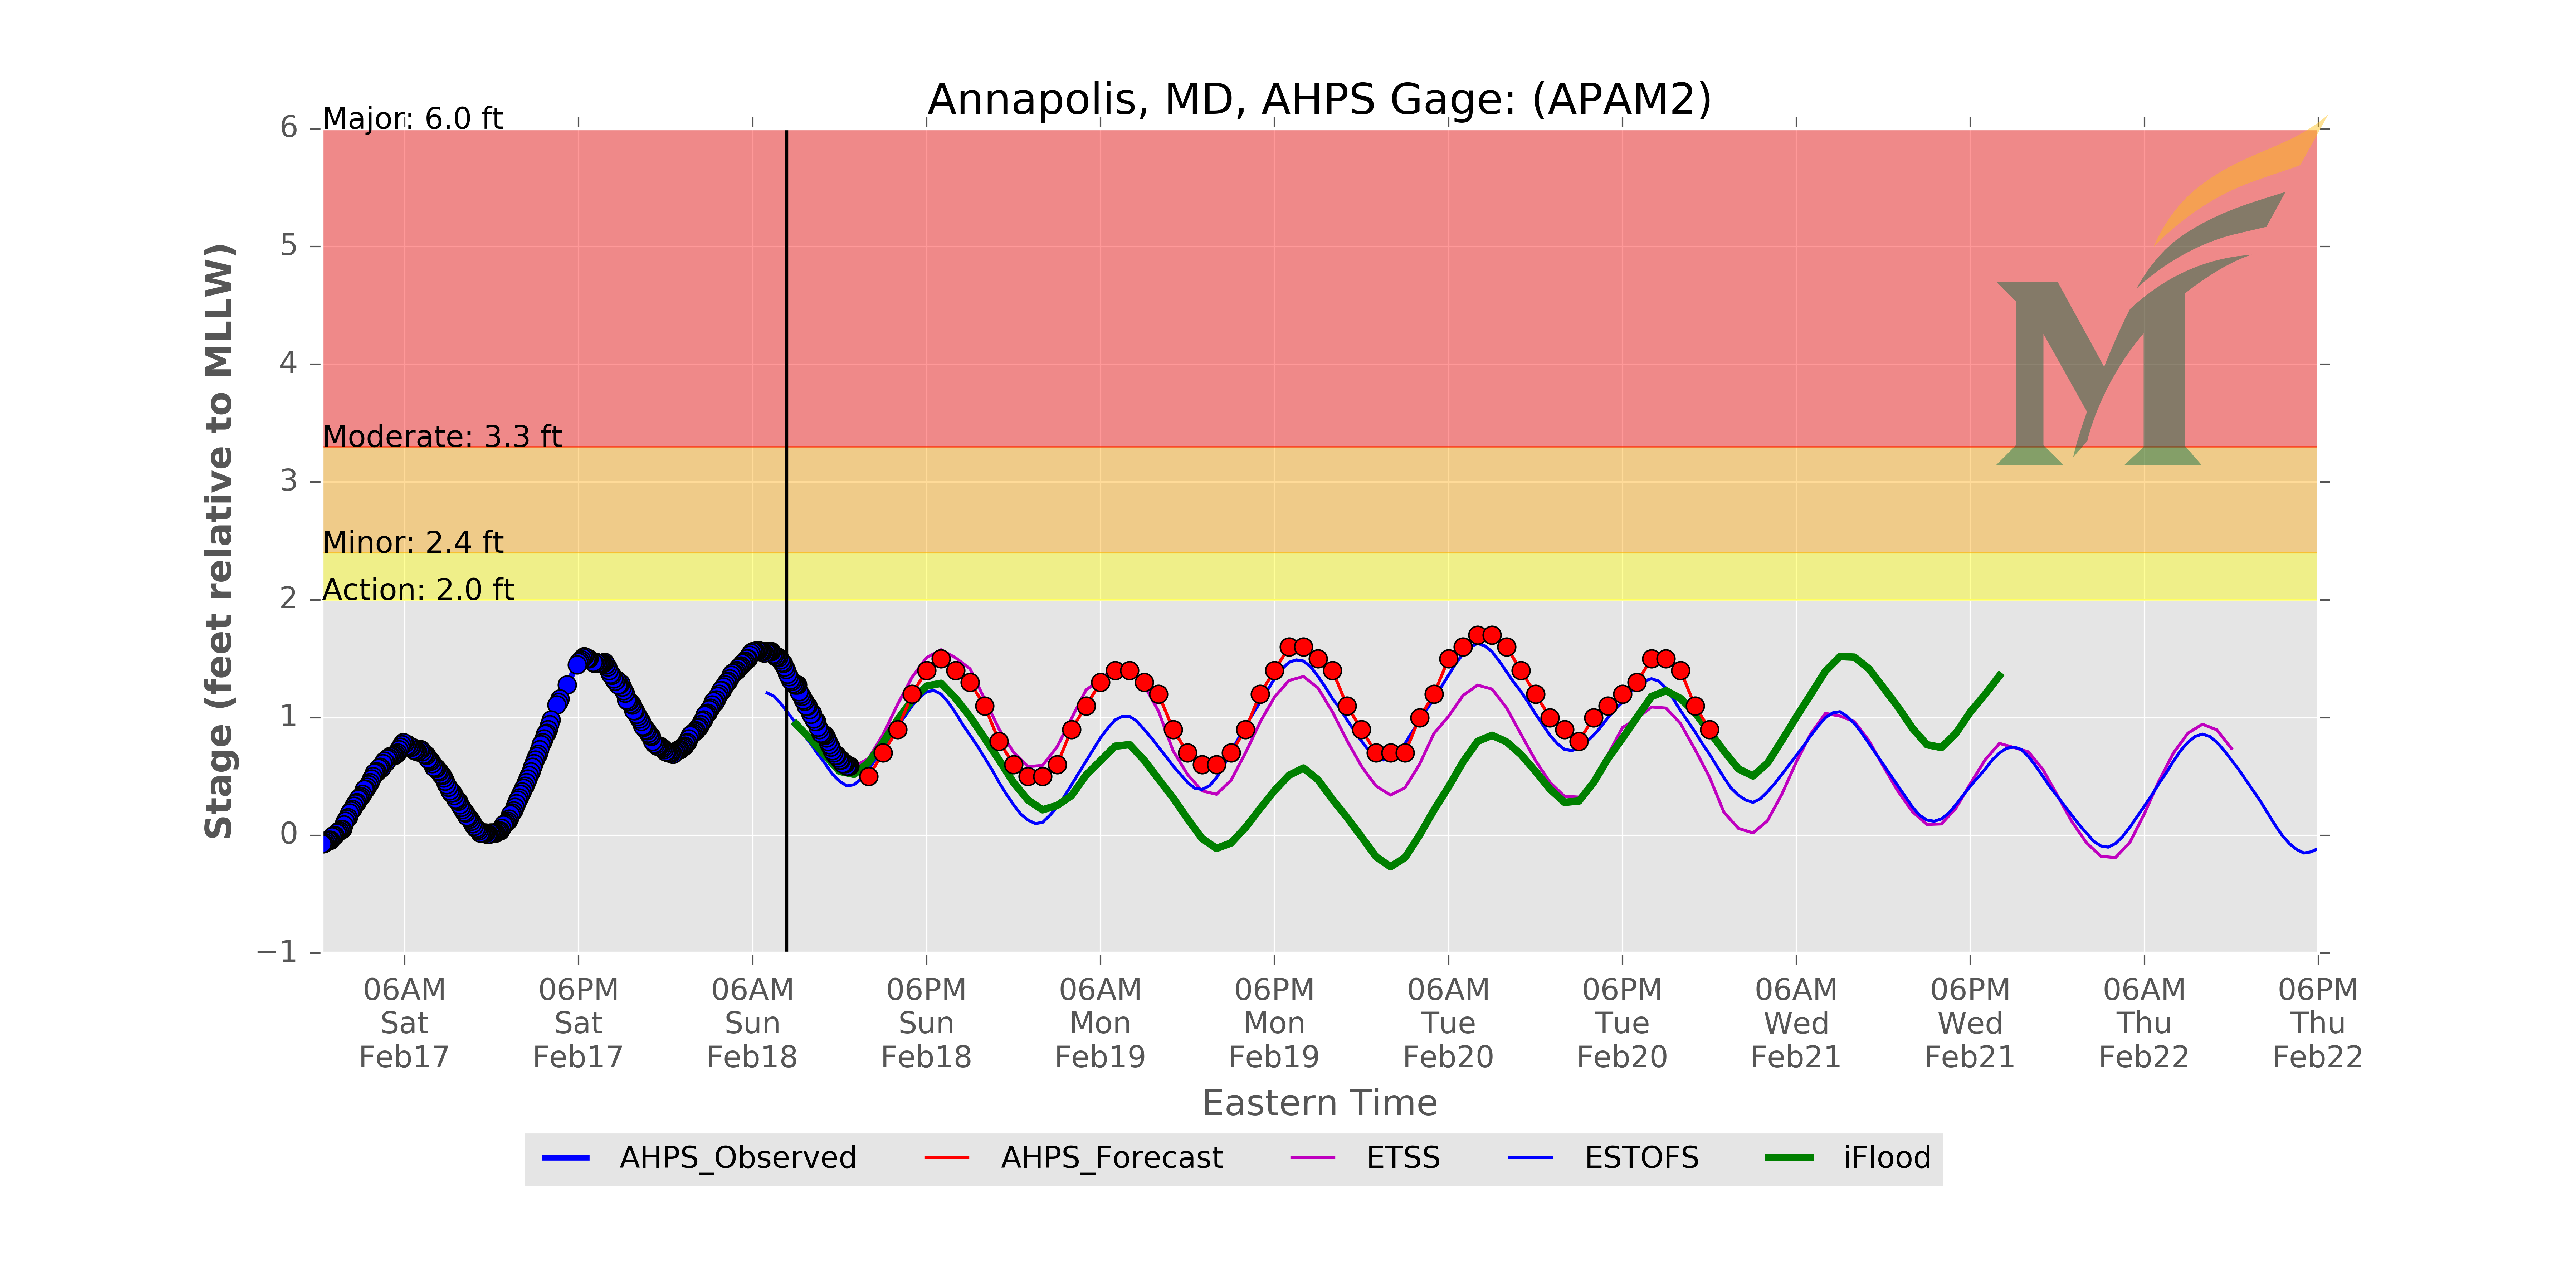 Annapolis, MD, AHPS Gage: (APAM2)
Major: 6.0 ft
Moderate: 3.3 ft
Minor: 2.4 ft
Action: 2.0 ft
6
5
4
3
2
1
0
−1
Stage (feet relative to MLLW)
06AM
Sat
Feb17
06PM
Sat
Feb17
06AM
Sun
Feb18
06PM
Sun
Feb18
06AM
Mon
Feb19
06PM
Mon
Feb19
06AM
Tue
Feb20
06PM
Tue
Feb20
06AM
Wed
Feb21
06PM
Wed
Feb21
06AM
Thu
Feb22
06PM
Thu
Feb22
Eastern Time
AHPS_Observed
AHPS_Forecast
ETSS
ESTOFS
iFlood